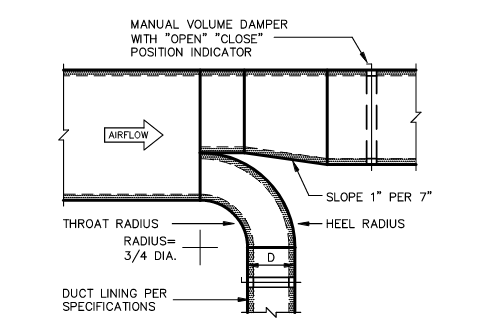 MANUAL VOLUME DAMPER
WITH "OPEN" "CLOSE"
POSITION INDICATOR
AIRFLOW
SLOPE 1" PER 7"
THROAT RADIUS
HEEL RADIUS
RADIUS=
3/4 DIA.
D
DUCT LINING PER
SPECIFICATIONS